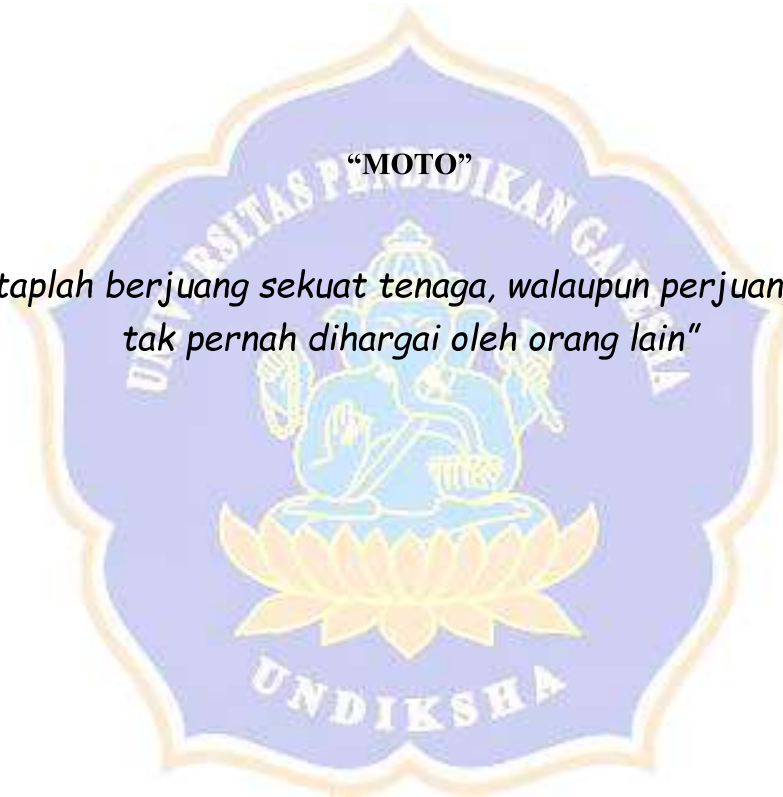 “MOTO”
UNIVERSITAS PENDIDIKAN GANESHA
taplah berjuang sekuat tenaga, walaupun perjuan
tak pernah dihargai oleh orang lain”
UNDIKSHA